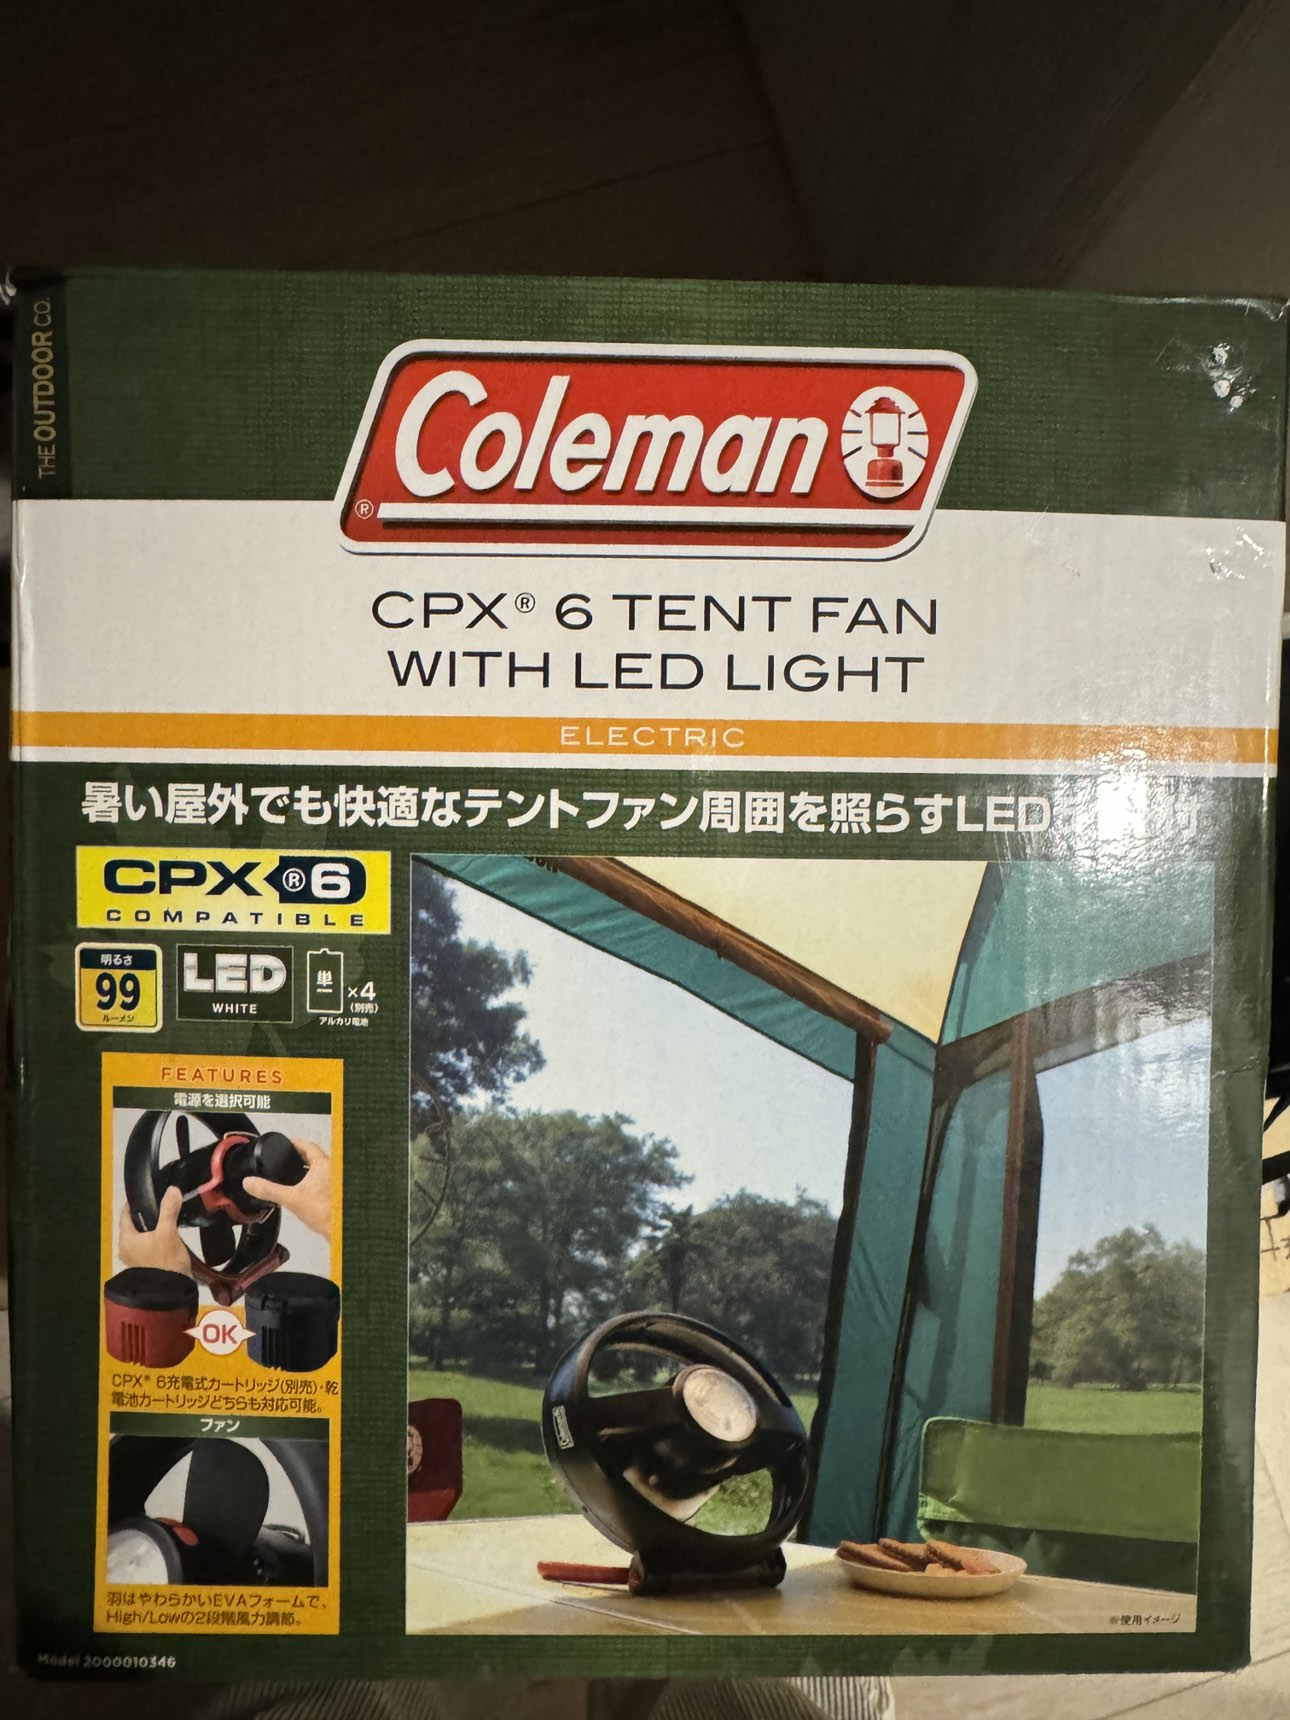 THE OUTDOOR CO.
Coleman
®
CPX® 6 TENT FAN
WITH LED LIGHT
ELECTRIC
暑い屋外でも快適なテントファン周囲を照らすLED
CPX®6
COMPATIBLE
明るさ
99
ルーメン
LED
WHITE
単一
×4
(別売)
アルカリ電池
FEATURES
電源を選択可能
OK
CPX® 6充電式カートリッジ(別売)・乾
電池カートリッジどちらも対応可能。
ファン
羽はやわらかいEVAフォームで、
High/Lowの2段階風力調節。
※使用イメージ
Model 2000010346